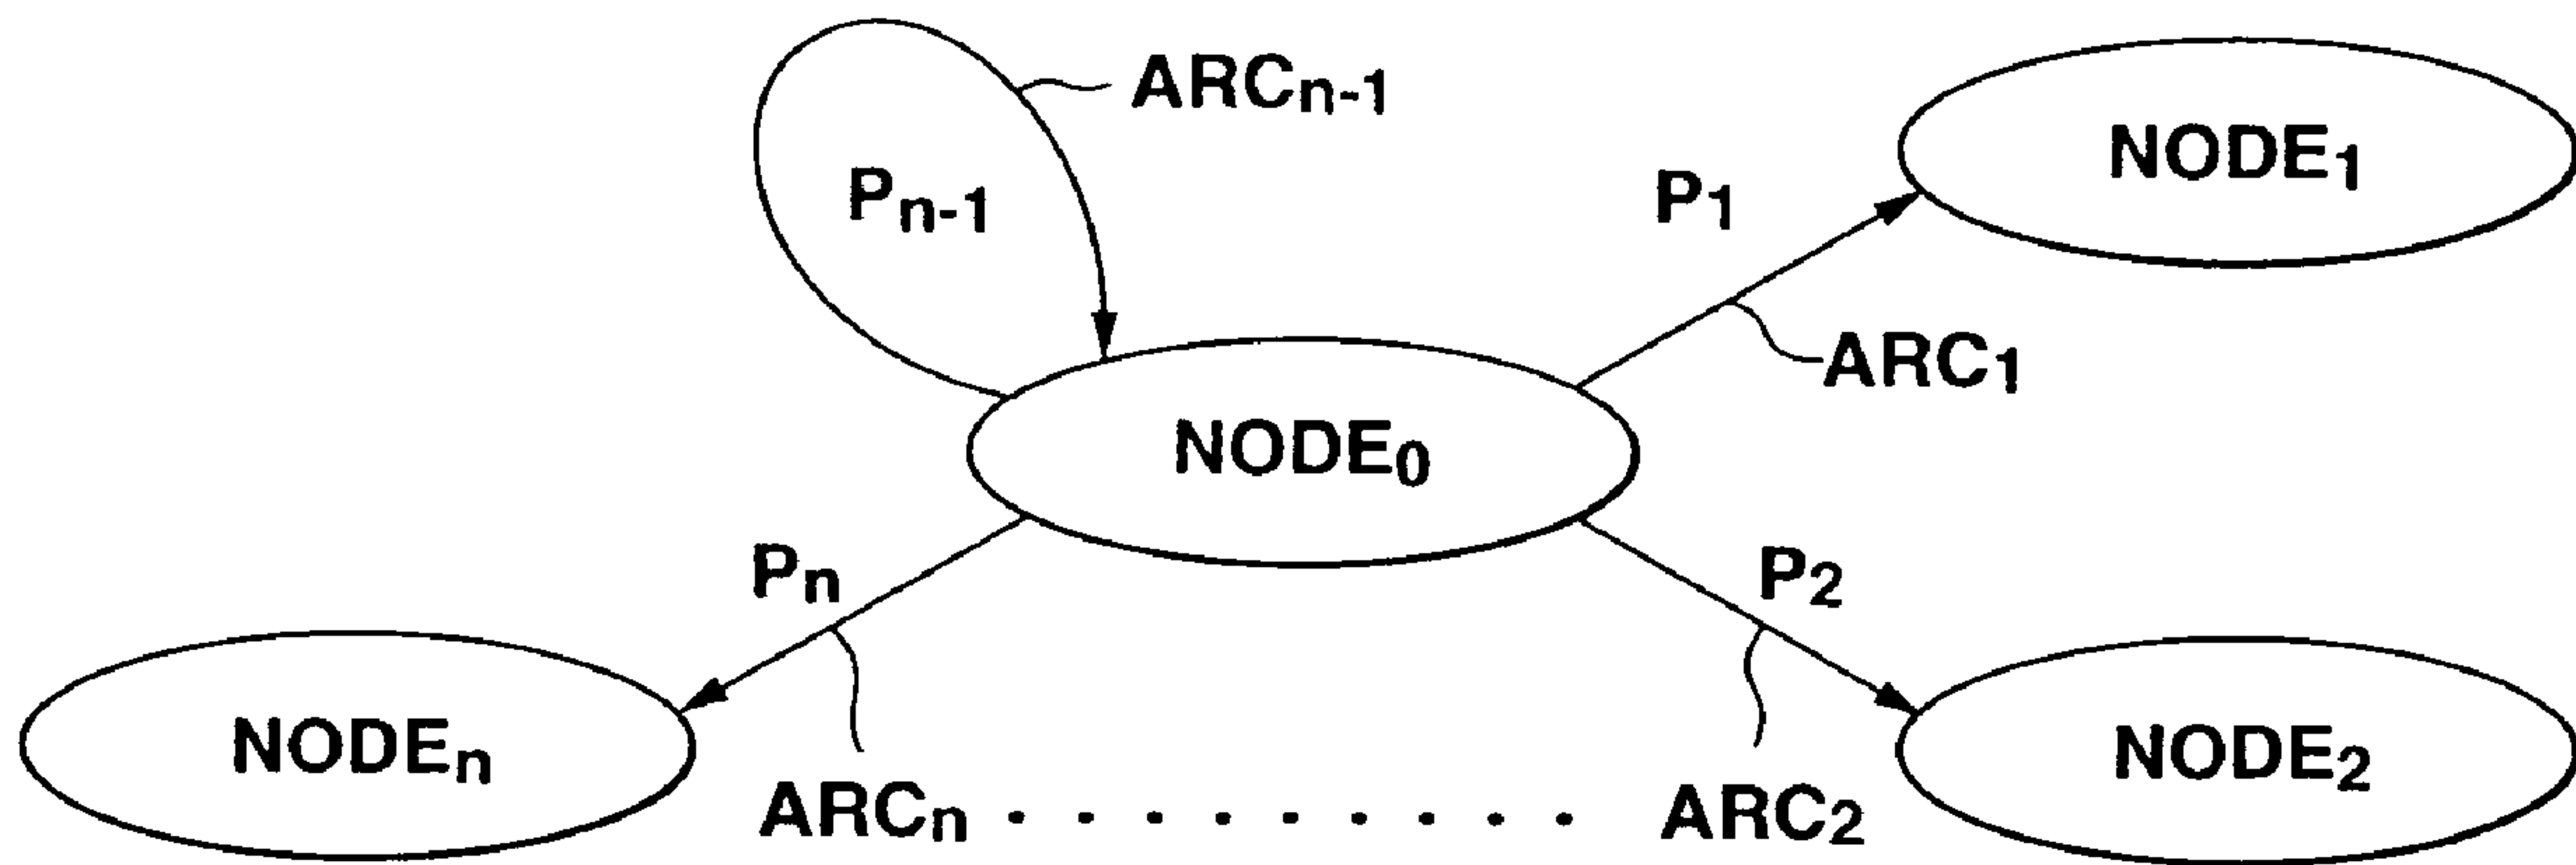 ARCn-1
NODE1
Pn-1
P1
ARC1
NODE0
Pn
P2
NODEn
NODE2
ARCn . . . . . . . . . ARC2